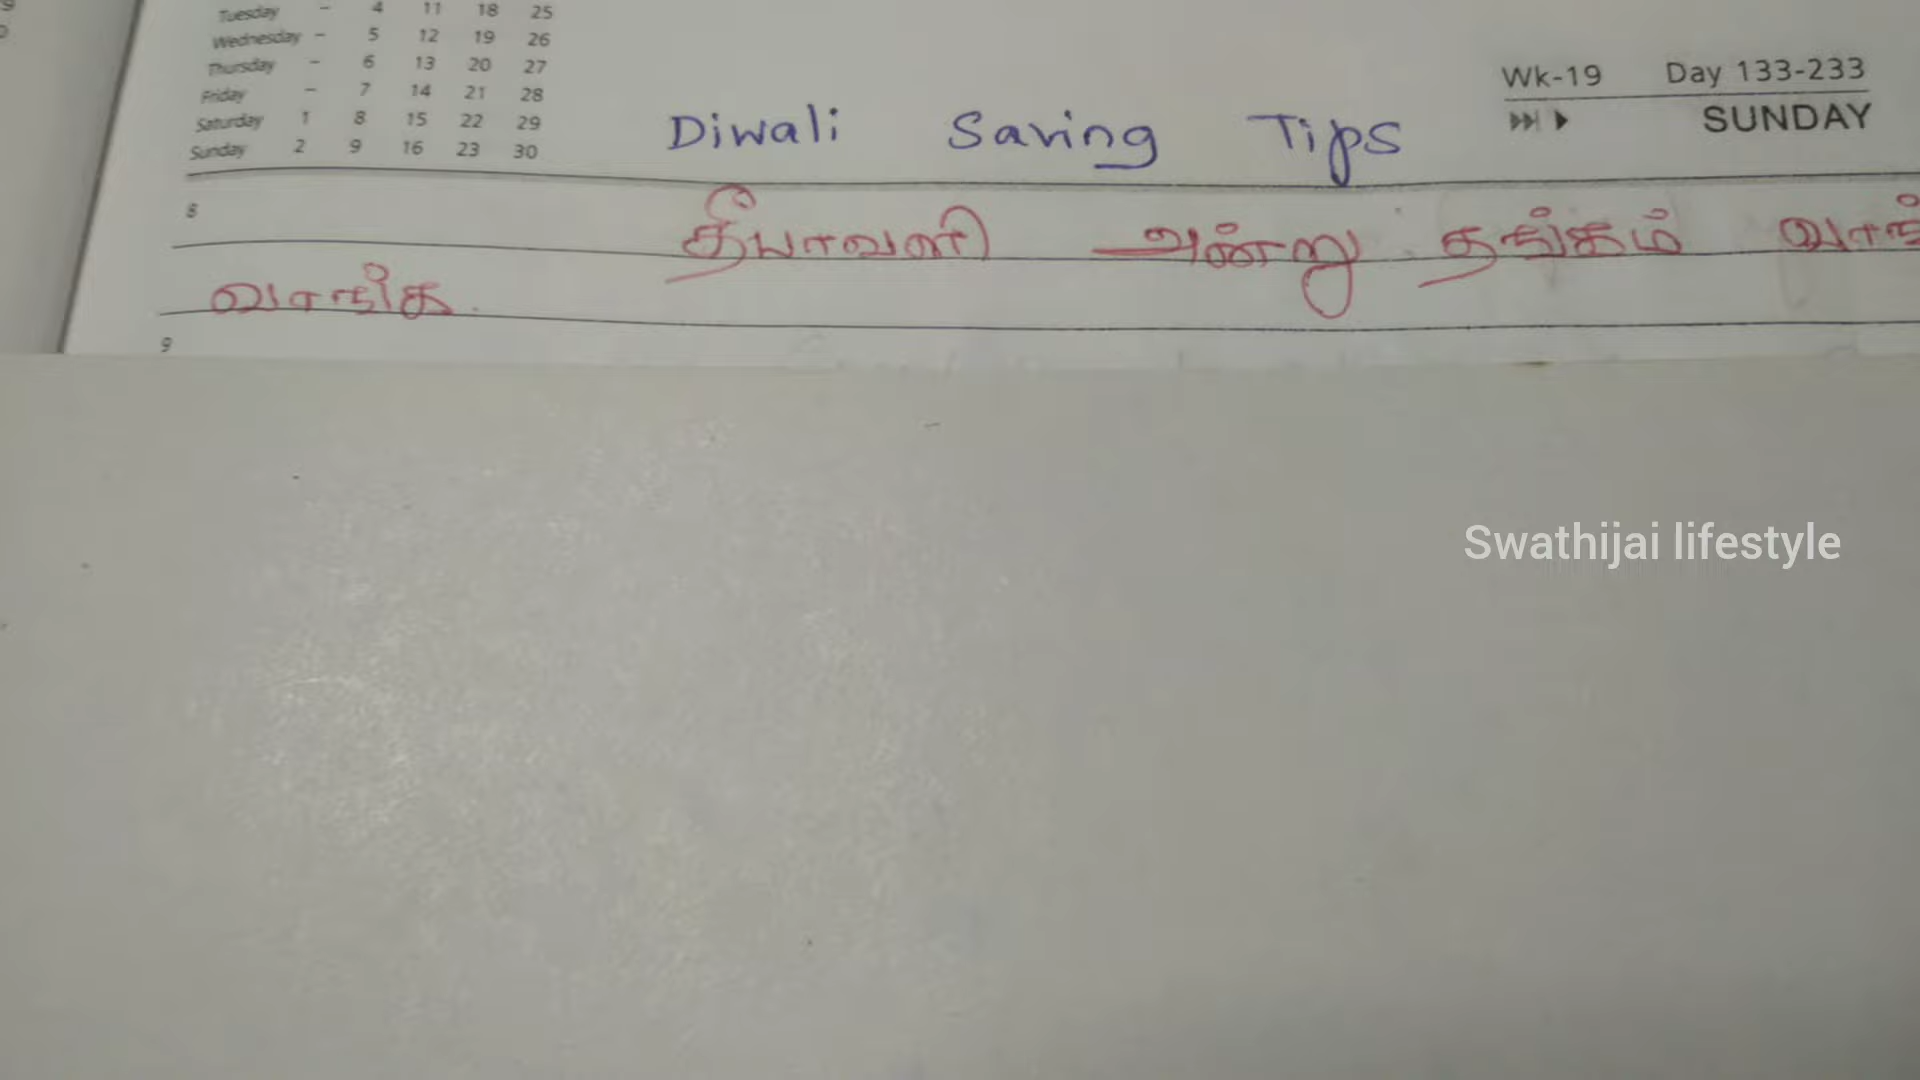 Tuesday – 4 11 18 25
Wednesday – 5 12 19 26
Thursday – 6 13 20 27
Friday – 7 14 21 28
Saturday 1 8 15 22 29
Sunday 2 9 16 23 30
Wk-19 Day 133-233
SUNDAY
Diwali Saving Tips
8
தீபாவளி அன்று தங்கம்
வாங்க
9
Swathijai lifestyle